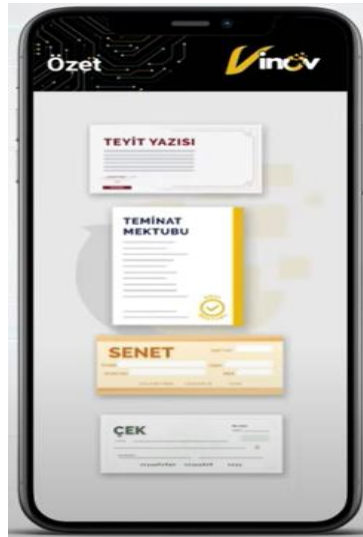 Özet
Vinov
TEYİT YAZISI
TEMİNAT
MEKTUBU
SENET
ÇEK